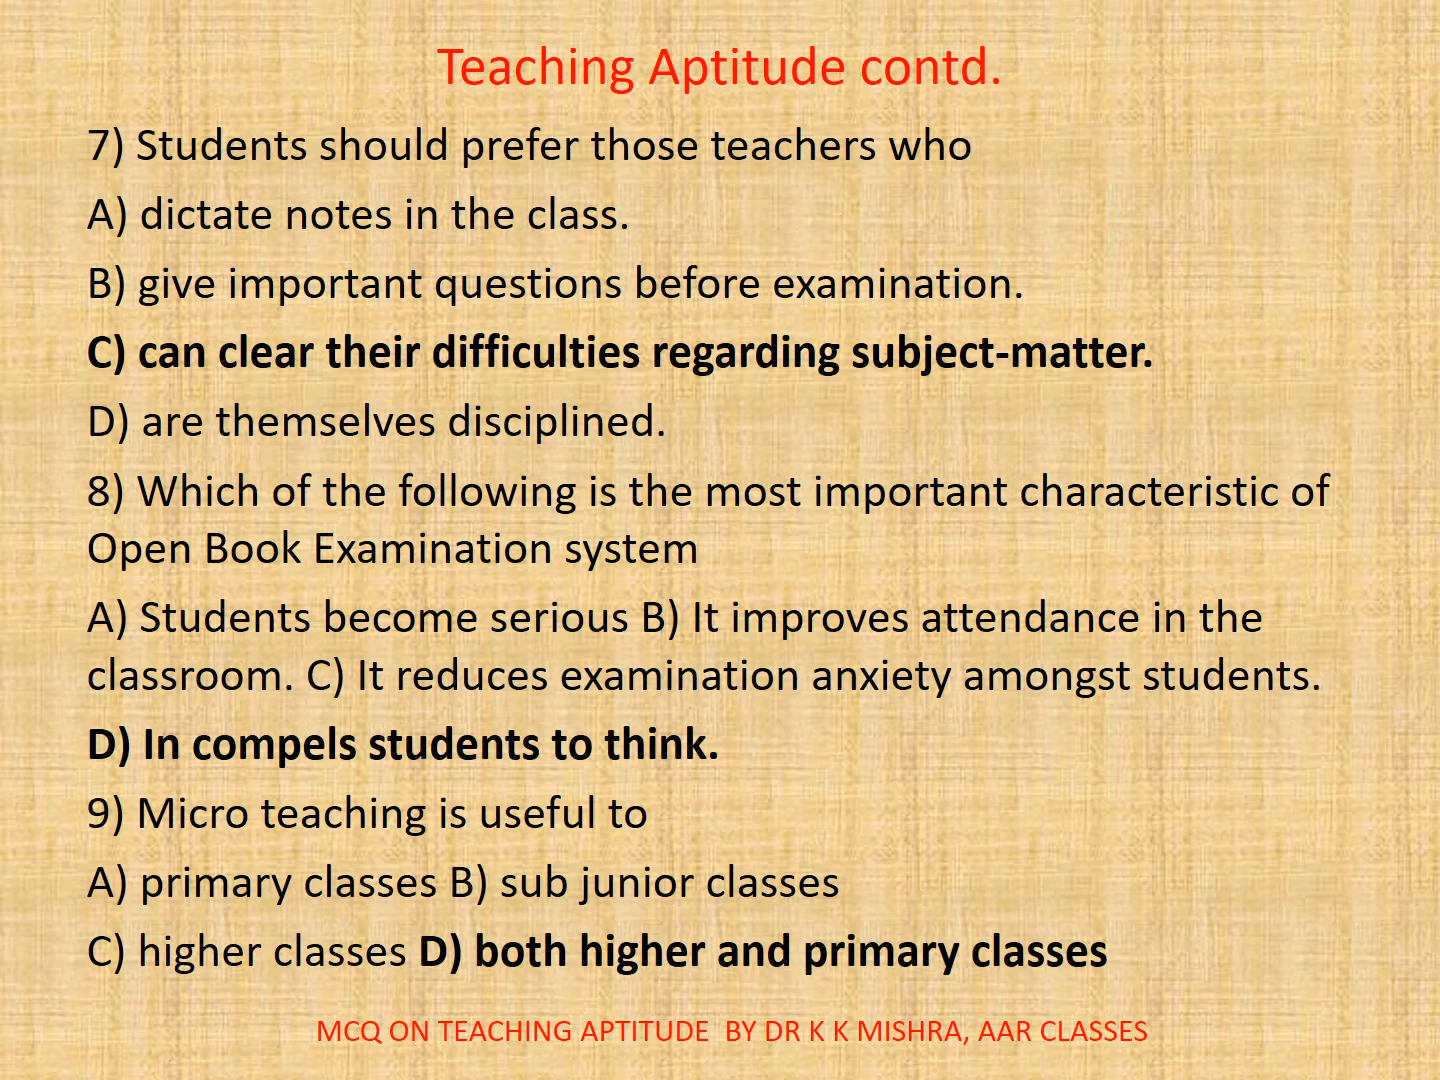 Teaching Aptitude contd.
7) Students should prefer those teachers who
A) dictate notes in the class.
B) give important questions before examination.
C) can clear their difficulties regarding subject-matter.
D) are themselves disciplined.
8) Which of the following is the most important characteristic of
Open Book Examination system
A) Students become serious B) It improves attendance in the
classroom. C) It reduces examination anxiety amongst students.
D) In compels students to think.
9) Micro teaching is useful to
A) primary classes B) sub junior classes
C) higher classes D) both higher and primary classes
MCQ ON TEACHING APTITUDE BY DR K K MISHRA, AAR CLASSES